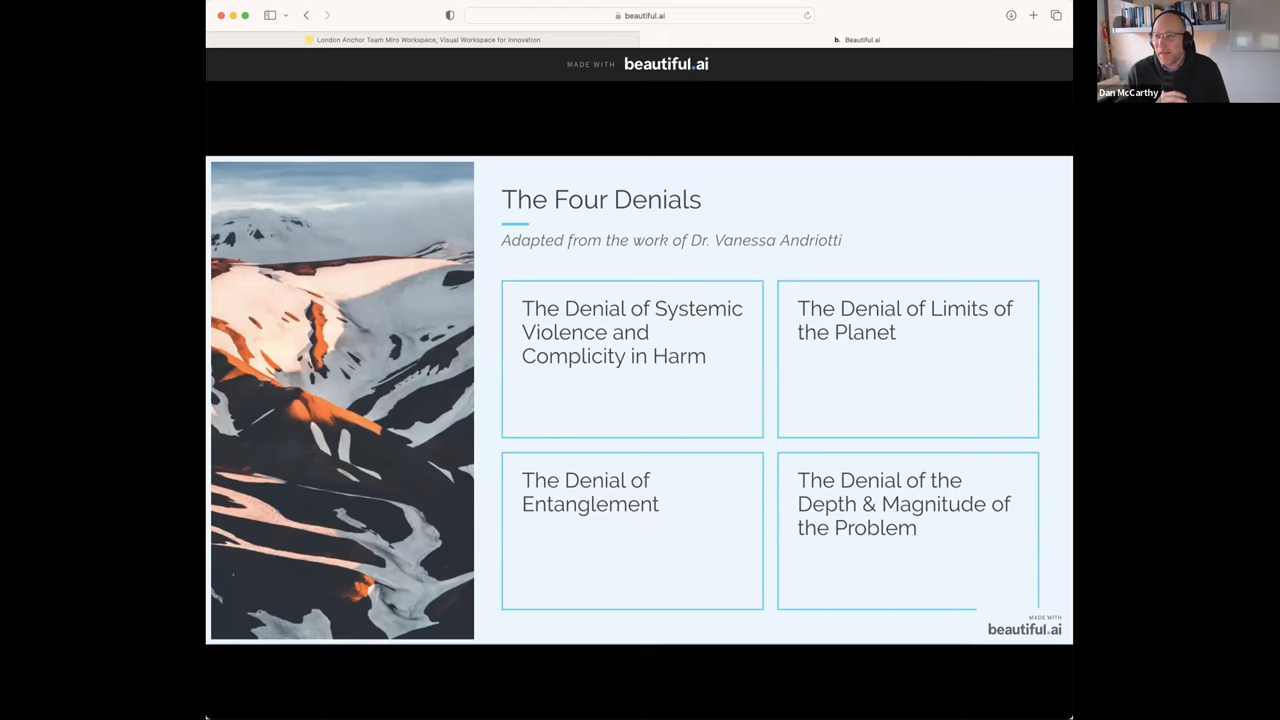 beautiful.ai
London Anchor Team Miro Workspace, Visual Workspace for Innovation
b. Beautiful.ai
MADE WITH beautiful.ai
Dan McCarthy
The Four Denials
Adapted from the work of Dr. Vanessa Andriotti
The Denial of Systemic
Violence and
Complicity in Harm
The Denial of Limits of
the Planet
The Denial of
Entanglement
The Denial of the
Depth & Magnitude of
the Problem
MADE WITH
beautiful.ai